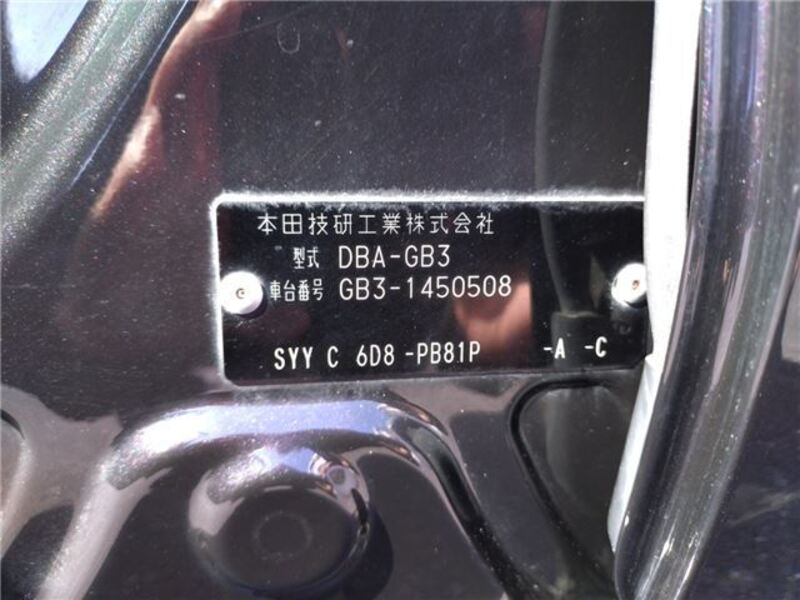 本田技研工業株式会社
型式 DBA-GB3
車台番号 GB3-1450508
SYY C 6D8 -PB81P -A -C